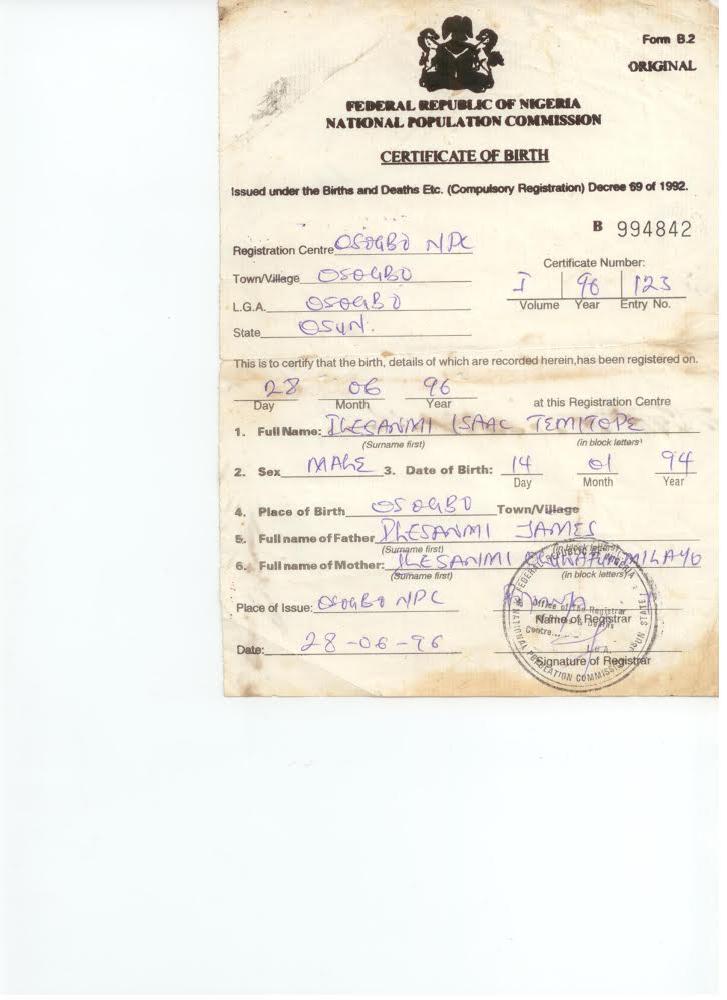 Form B.2
ORIGINAL
FEDERAL REPUBLIC OF NIGERIA
NATIONAL POPULATION COMMISSION
CERTIFICATE OF BIRTH
Issued under the Births and Deaths Etc. (Compulsory Registration) Decree 69 of 1992.
B 994842
Registration Centre OSOGBO NPC
Certificate Number:
Town/Village OSOGBO
I 96 123
Volume Year Entry No.
L.G.A. OSOGBO
State OSUN.
This is to certify that the birth, details of which are recorded herein, has been registered on.
28 06 96 at this Registration Centre
Day Month Year
1. Full Name: ILESANMI ISAAC TEMITOPE
(Surname first) (in block letters)
2. Sex MALE 3. Date of Birth: 14 01 94
Day Month Year
4. Place of Birth OSOGBO Town/Village
5. Full name of Father ILESANMI JAMES
(Surname first) (in block letters)
6. Full name of Mother: ILESANMI
(Surname first) (in block letters)
Place of Issue: OSOGBO NPC
Name of Registrar
Date: 28-06-96
Signature of Registrar
FEDERAL REPUBLIC OF NIGERIA
NATIONAL POPULATION COMMISSION OSUN STATE
Office of the Registrar
Centre